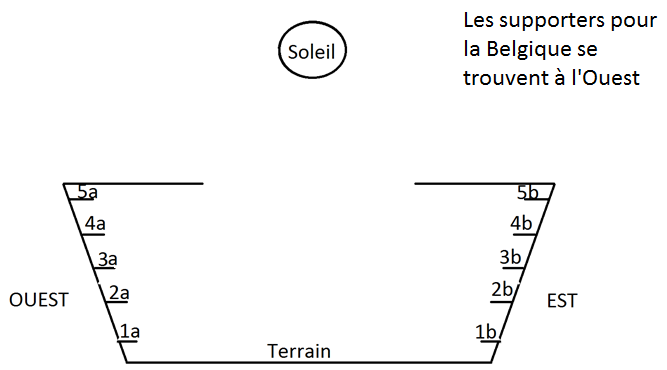 Soleil
Les supporters pour
la Belgique se
trouvent à l'Ouest
5a
5b
4a
4b
3a
3b
OUEST
2a
2b
EST
1a
1b
Terrain